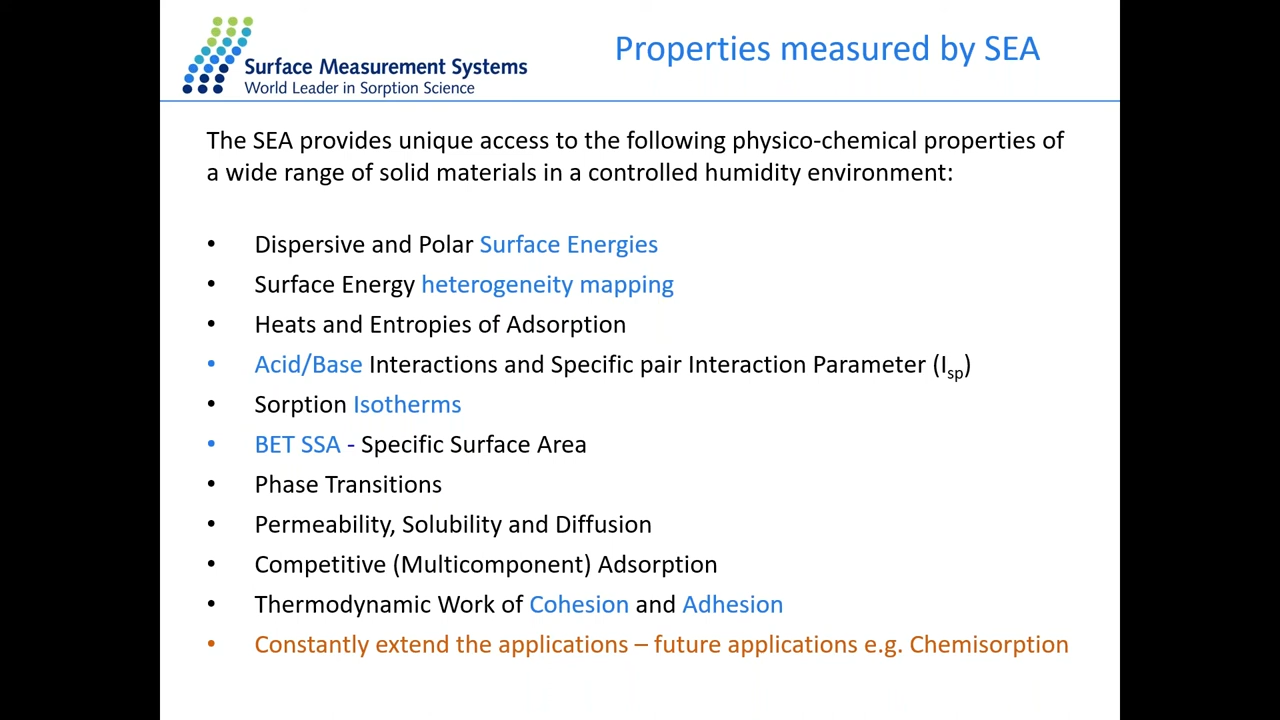 Surface Measurement Systems
World Leader in Sorption Science
Properties measured by SEA
The SEA provides unique access to the following physico-chemical properties of
a wide range of solid materials in a controlled humidity environment:
• Dispersive and Polar Surface Energies
• Surface Energy heterogeneity mapping
• Heats and Entropies of Adsorption
• Acid/Base Interactions and Specific pair Interaction Parameter (Isp)
• Sorption Isotherms
• BET SSA - Specific Surface Area
• Phase Transitions
• Permeability, Solubility and Diffusion
• Competitive (Multicomponent) Adsorption
• Thermodynamic Work of Cohesion and Adhesion
• Constantly extend the applications – future applications e.g. Chemisorption